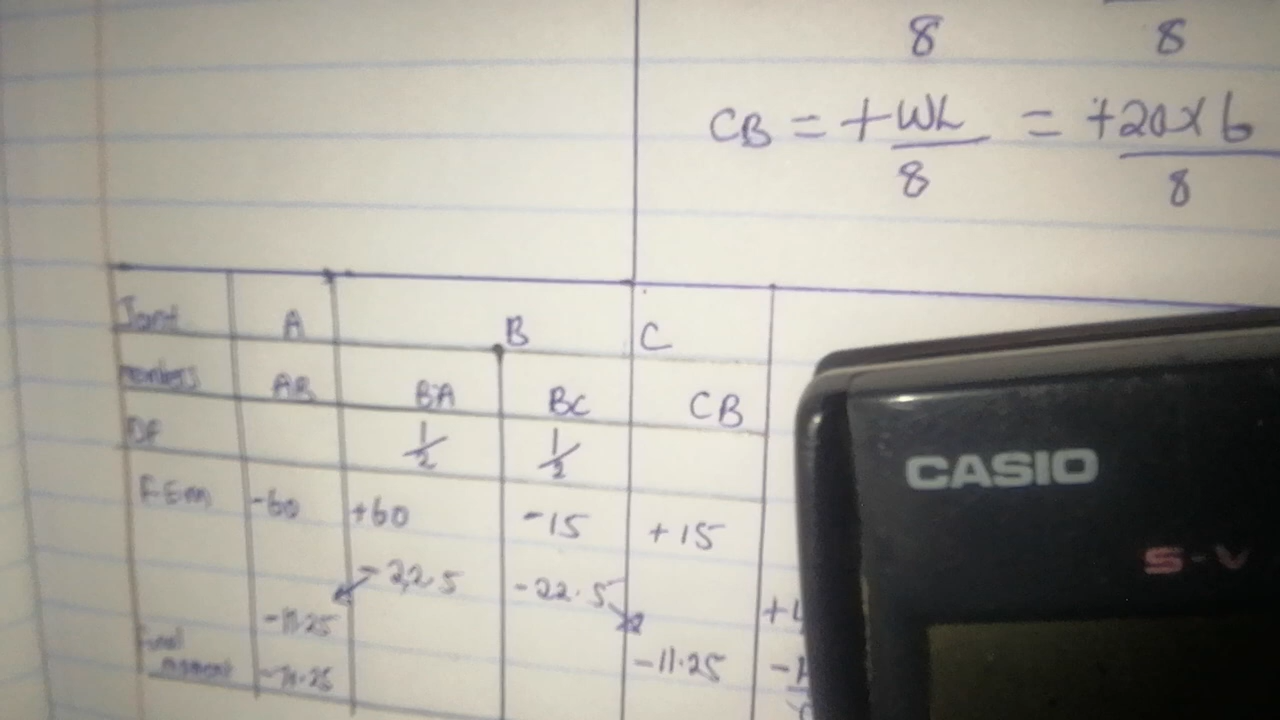 8 8
CB = +WL/8 = +20x6/8
Joint A B C
members AB BA BC CB
DF 1/2 1/2
F.Em -60 +60 -15 +15
-22.5 -22.5
-11.25 -11.25
Final moment -71.25
CASIO
S-V